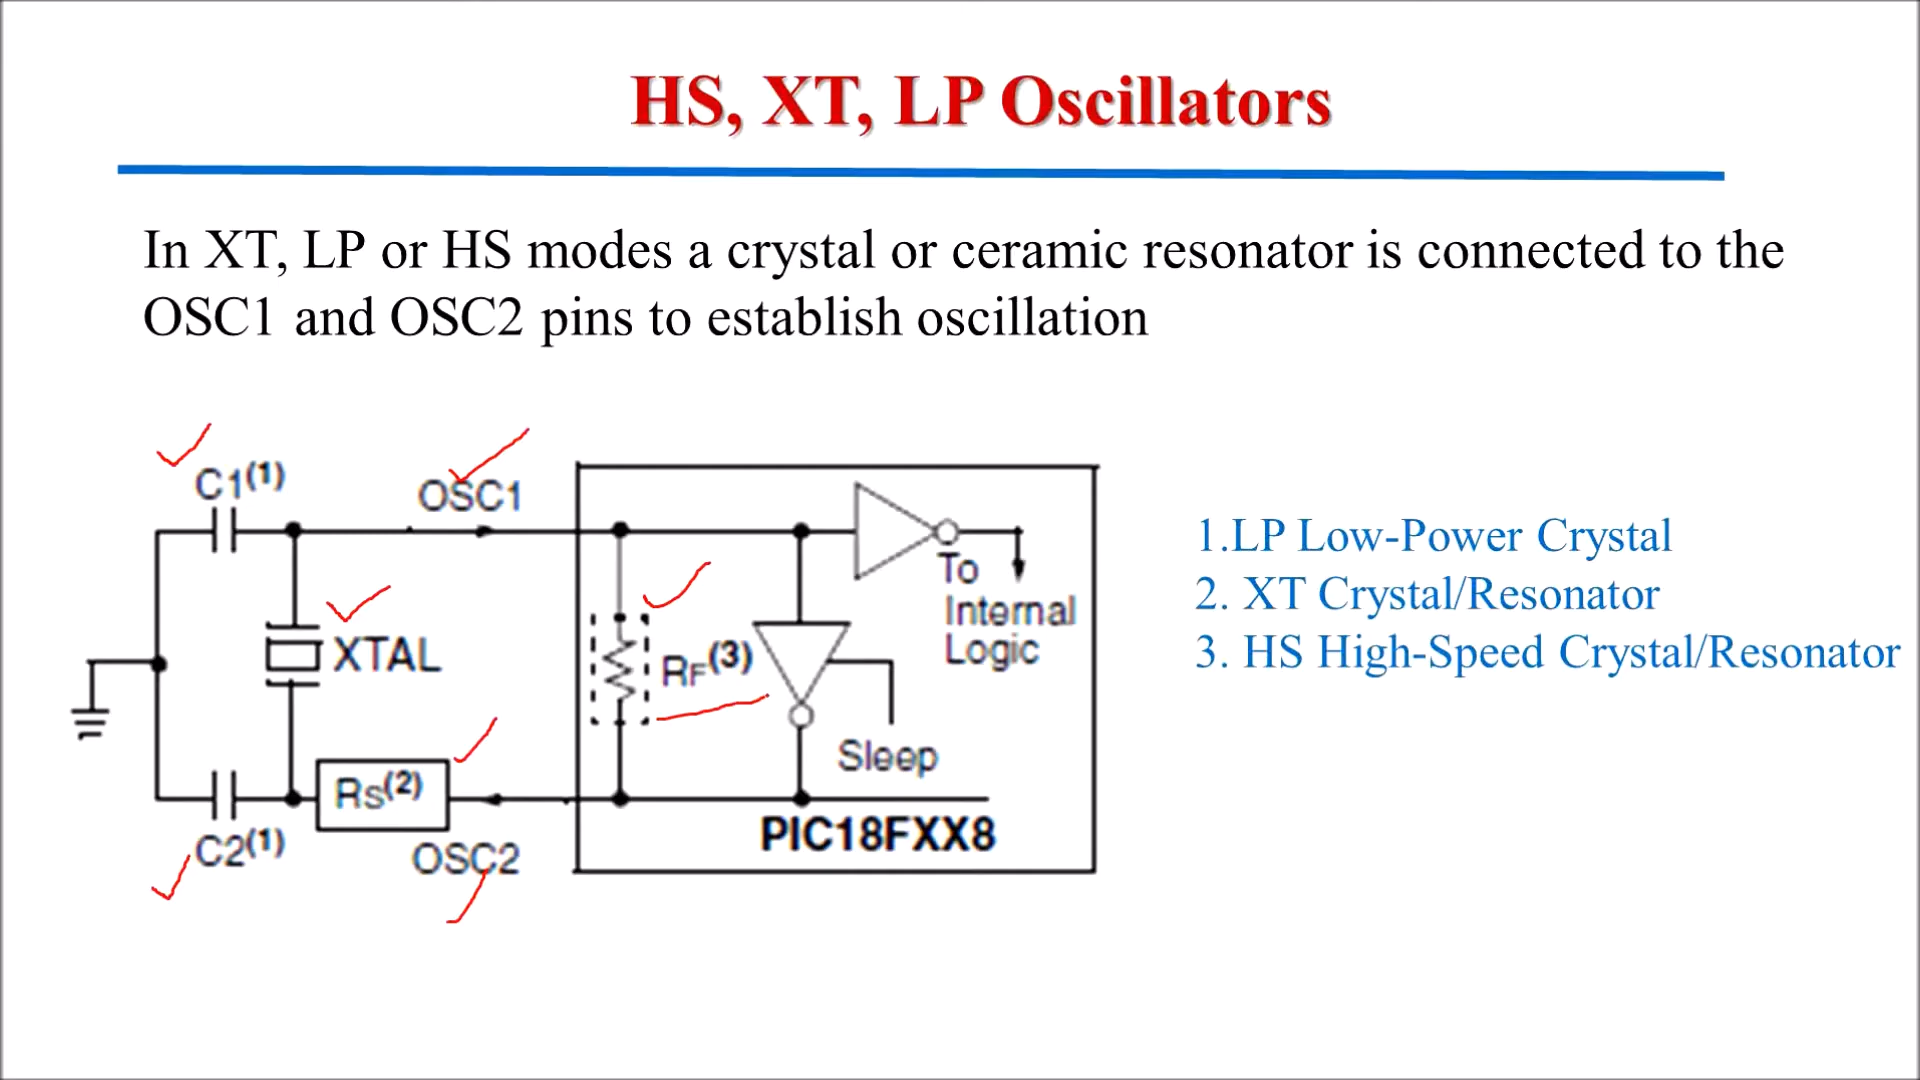 HS, XT, LP Oscillators
In XT, LP or HS modes a crystal or ceramic resonator is connected to the
OSC1 and OSC2 pins to establish oscillation
C1(1)
OSC1
To
Internal
Logic
XTAL
RF(3)
Sleep
RS(2)
C2(1)
OSC2
PIC18FXX8
1.LP Low-Power Crystal
2. XT Crystal/Resonator
3. HS High-Speed Crystal/Resonator